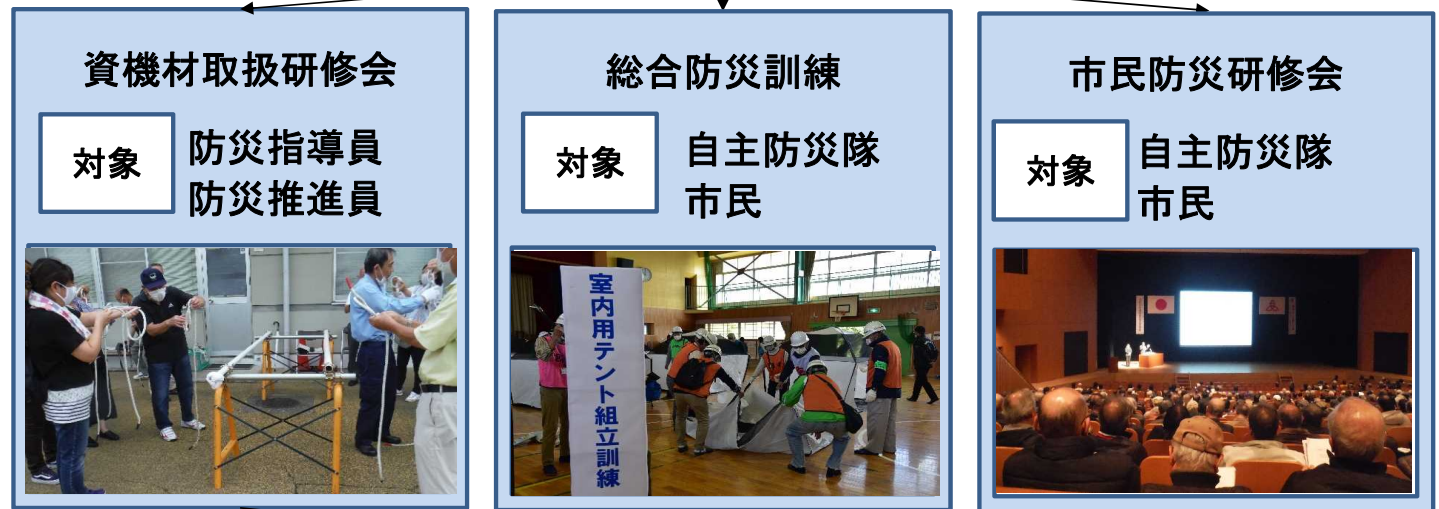 資機材取扱研修会
対象
防災指導員
防災推進員
総合防災訓練
対象
自主防災隊
市民
室内用テント組立訓練
市民防災研修会
対象
自主防災隊
市民